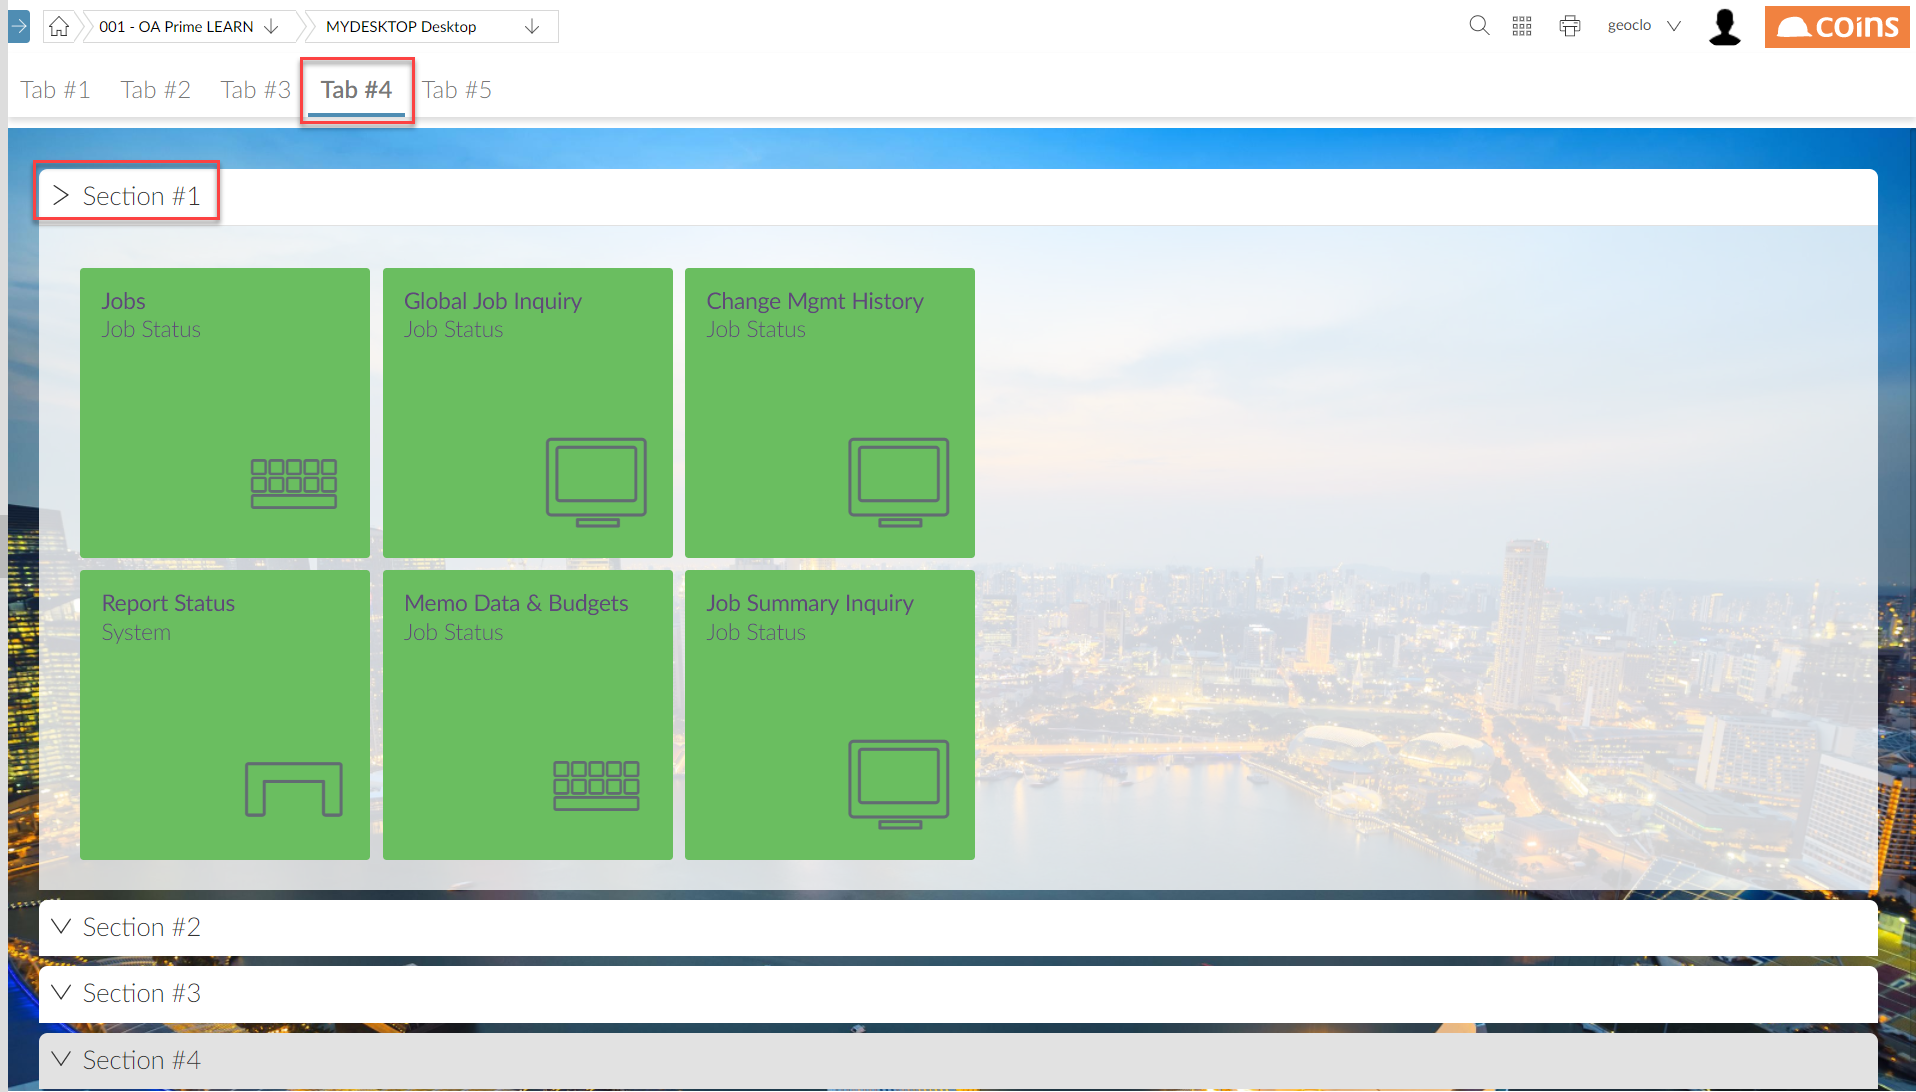 001 - OA Prime LEARN
MYDESKTOP Desktop
geoclo
coins
Tab #1
Tab #2
Tab #3
Tab #4
Tab #5
Section #1
Jobs
Job Status
Global Job Inquiry
Job Status
Change Mgmt History
Job Status
Report Status
System
Memo Data & Budgets
Job Status
Job Summary Inquiry
Job Status
Section #2
Section #3
Section #4